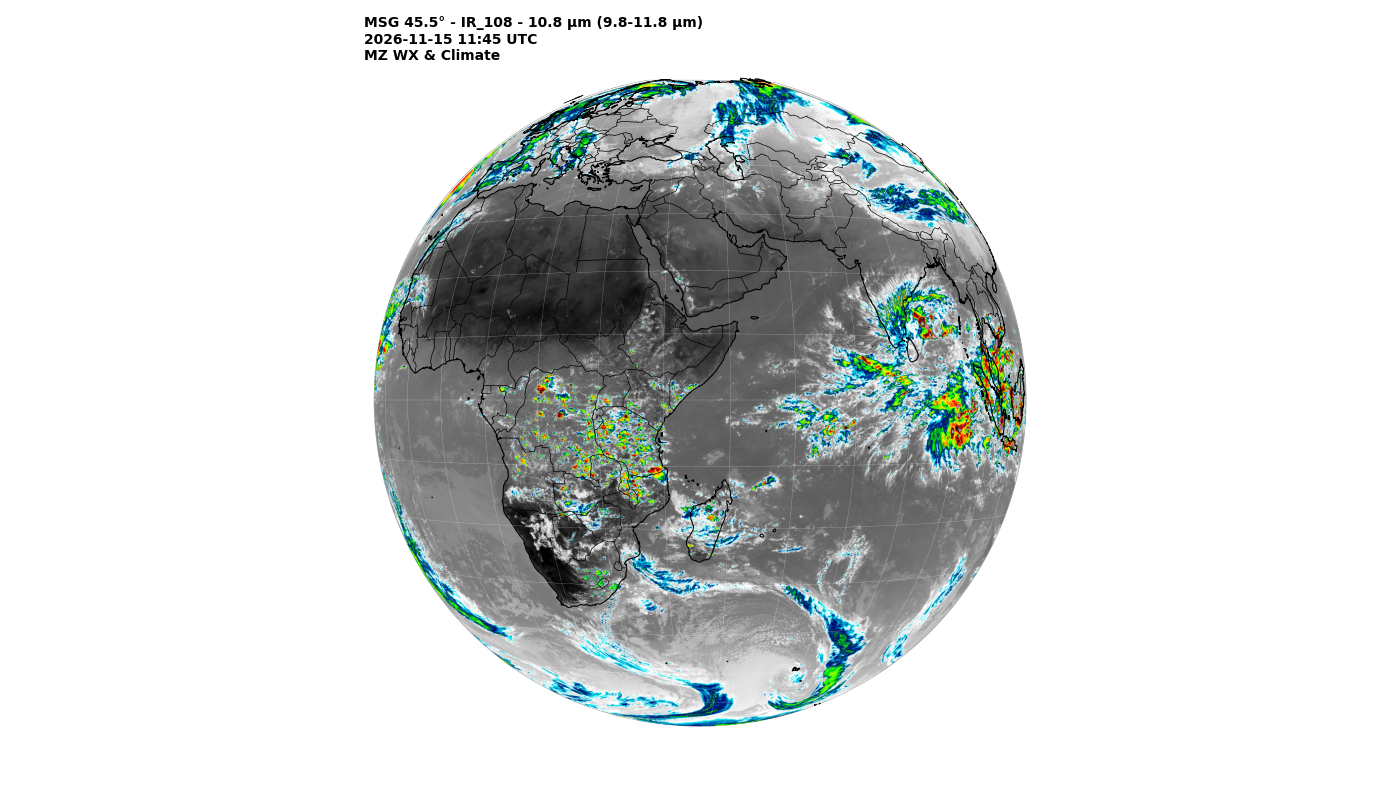 MSG 45.5° - IR_108 - 10.8 µm (9.8-11.8 µm)
2026-11-15 11:45 UTC
MZ WX & Climate